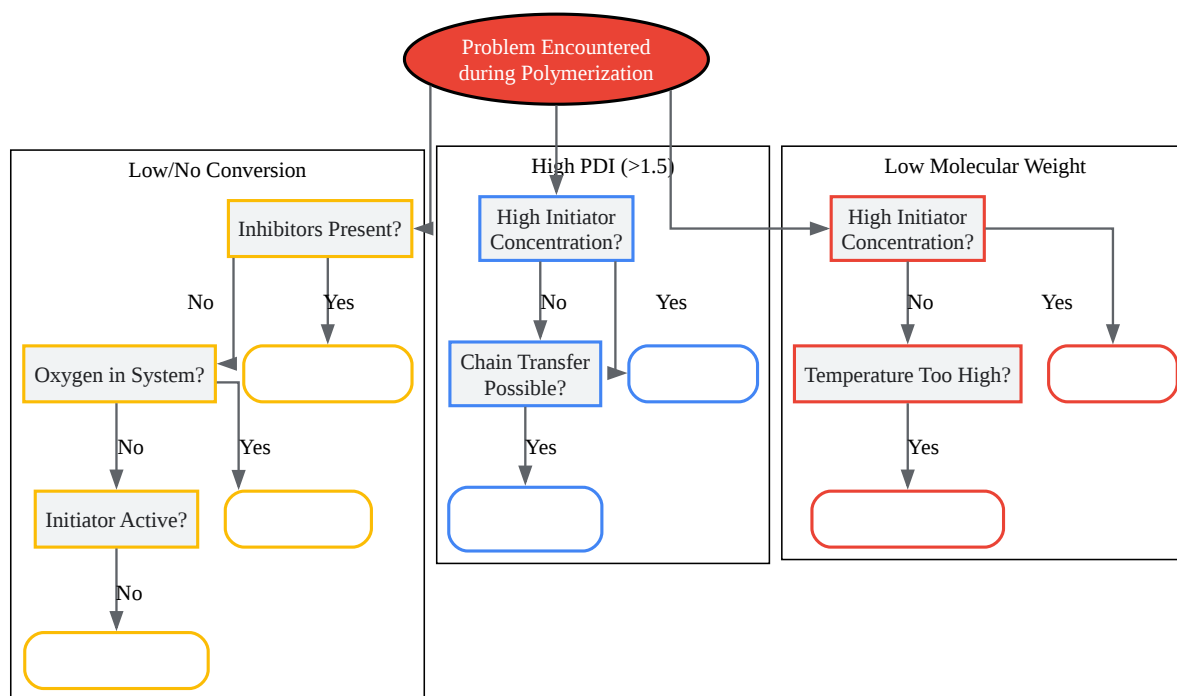 Problem Encountered
during Polymerization
Low/No Conversion
Inhibitors Present?
No
Yes
Oxygen in System?
No
Yes
Initiator Active?
No
High PDI (>1.5)
High Initiator
Concentration?
No
Yes
Chain Transfer
Possible?
Yes
Low Molecular Weight
High Initiator
Concentration?
No
Yes
Temperature Too High?
Yes